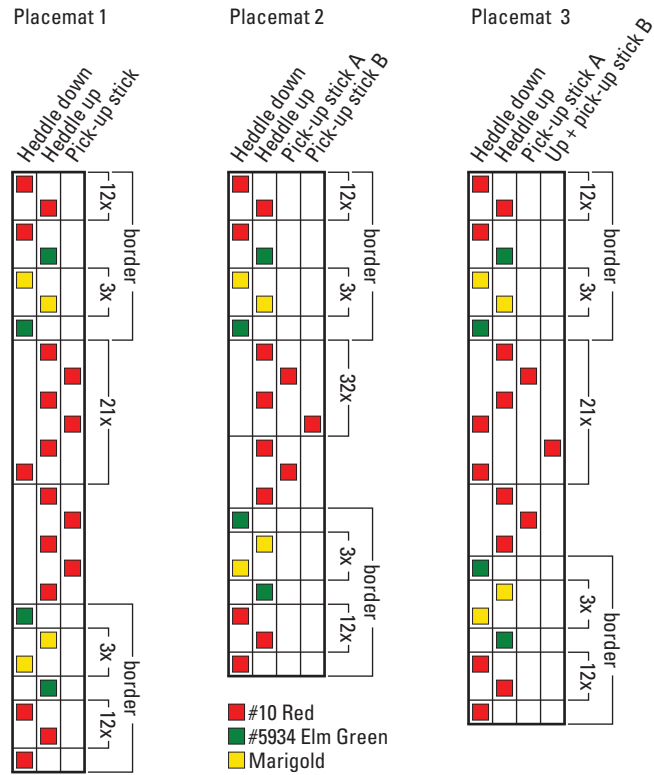 Placemat 1
Heddle down
Heddle up
Pick-up stick
12x
border
3x
21x
3x
border
12x
Placemat 2
Heddle down
Heddle up
Pick-up stick A
Pick-up stick B
12x
border
3x
32x
3x
border
12x
#10 Red
#5934 Elm Green
Marigold
Placemat 3
Heddle down
Heddle up
Pick-up stick A
Up + pick-up stick B
12x
border
3x
21x
3x
border
12x